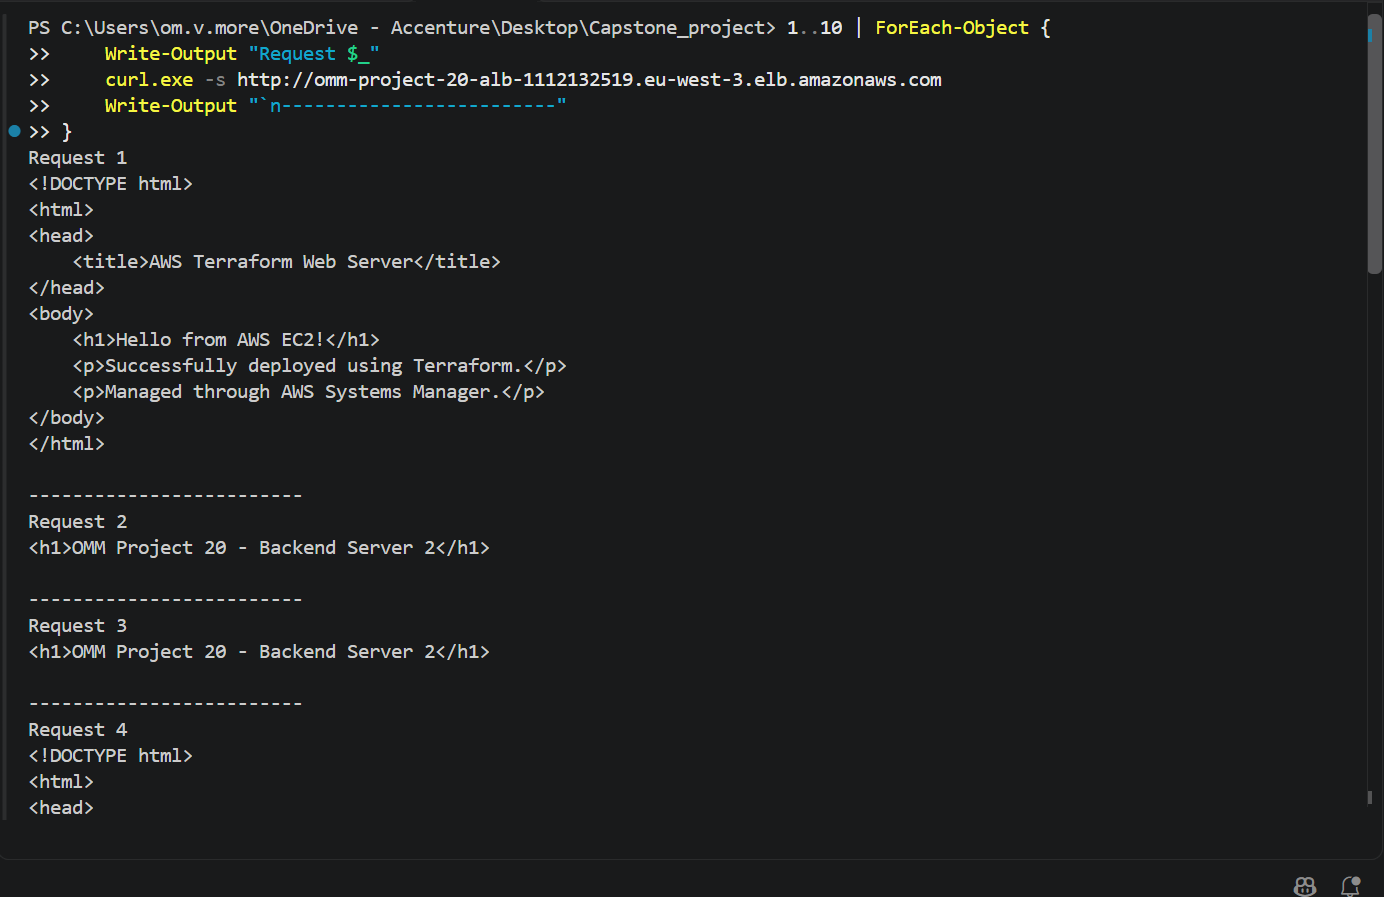 PS C:\Users\om.v.more\OneDrive - Accenture\Desktop\Capstone_project> 1..10 | ForEach-Object {
>>     Write-Output "Request $_"
>>     curl.exe -s http://omm-project-20-alb-1112132519.eu-west-3.elb.amazonaws.com
>>     Write-Output "`n-------------------------"
>> }
Request 1
<!DOCTYPE html>
<html>
<head>
    <title>AWS Terraform Web Server</title>
</head>
<body>
    <h1>Hello from AWS EC2!</h1>
    <p>Successfully deployed using Terraform.</p>
    <p>Managed through AWS Systems Manager.</p>
</body>
</html>

-------------------------
Request 2
<h1>OMM Project 20 - Backend Server 2</h1>

-------------------------
Request 3
<h1>OMM Project 20 - Backend Server 2</h1>

-------------------------
Request 4
<!DOCTYPE html>
<html>
<head>